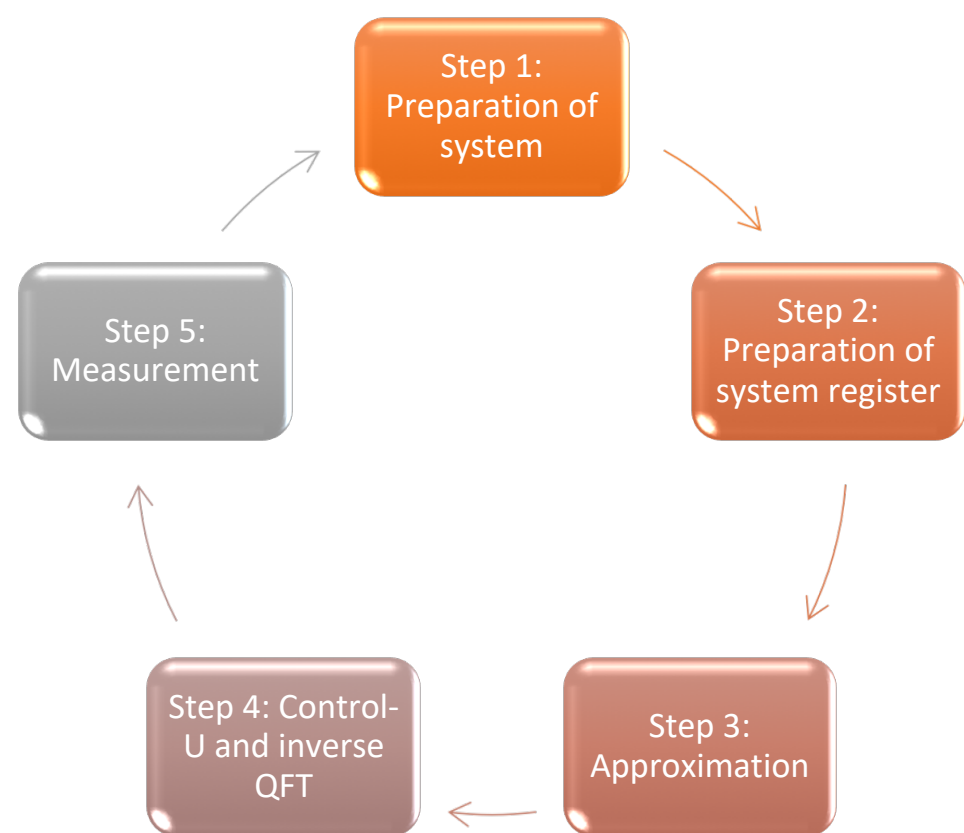 Step 1:
Preparation of
system
Step 2:
Preparation of
system register
Step 3:
Approximation
Step 4: Control-
U and inverse
QFT
Step 5:
Measurement